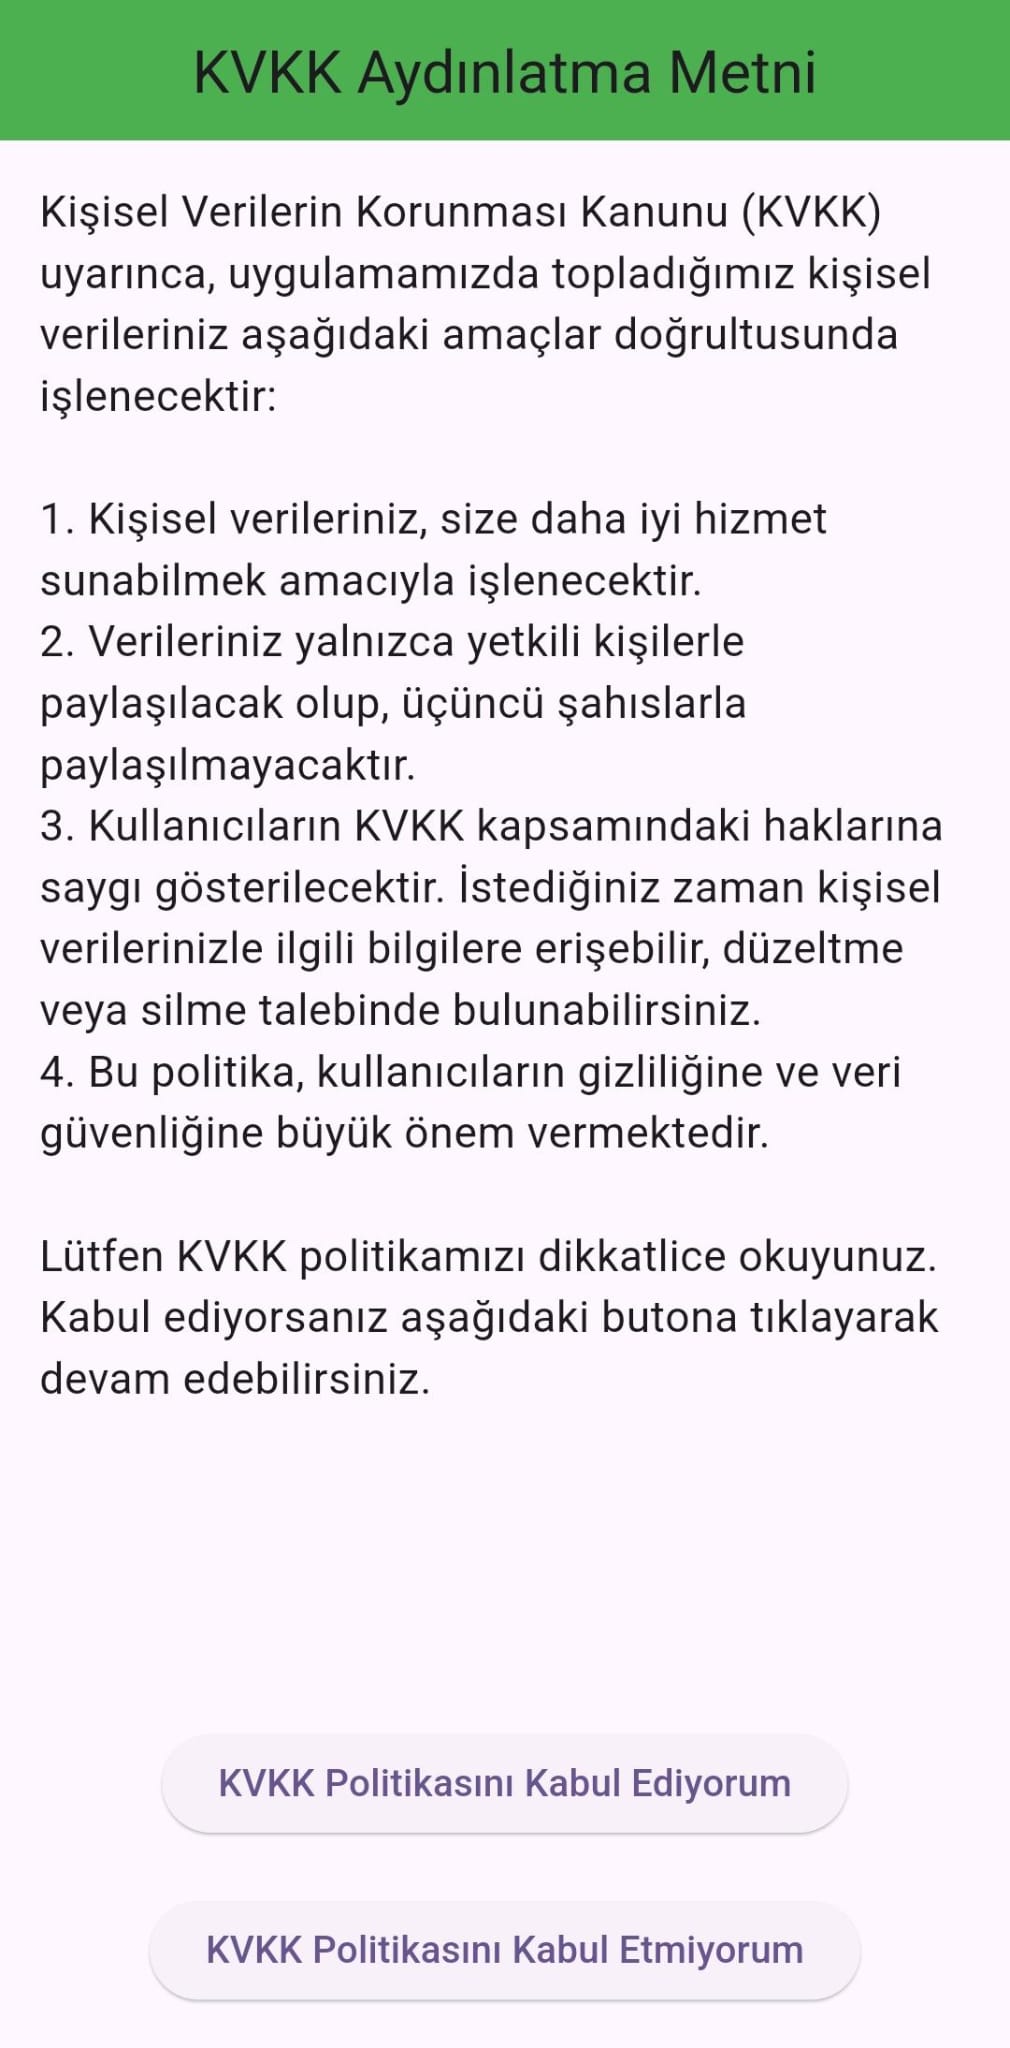 KVKK Aydınlatma Metni
Kişisel Verilerin Korunması Kanunu (KVKK)
uyarınca, uygulamamızda topladığımız kişisel
verileriniz aşağıdaki amaçlar doğrultusunda
işlenecektir:
1. Kişisel verileriniz, size daha iyi hizmet
sunabilmek amacıyla işlenecektir.
2. Verileriniz yalnızca yetkili kişilerle
paylaşılacak olup, üçüncü şahıslarla
paylaşılmayacaktır.
3. Kullanıcıların KVKK kapsamındaki haklarına
saygı gösterilecektir. İstediğiniz zaman kişisel
verilerinizle ilgili bilgilere erişebilir, düzeltme
veya silme talebinde bulunabilirsiniz.
4. Bu politika, kullanıcıların gizliliğine ve veri
güvenliğine büyük önem vermektedir.
Lütfen KVKK politikamızı dikkatlice okuyunuz.
Kabul ediyorsanız aşağıdaki butona tıklayarak
devam edebilirsiniz.
KVKK Politikasını Kabul Ediyorum
KVKK Politikasını Kabul Etmiyorum